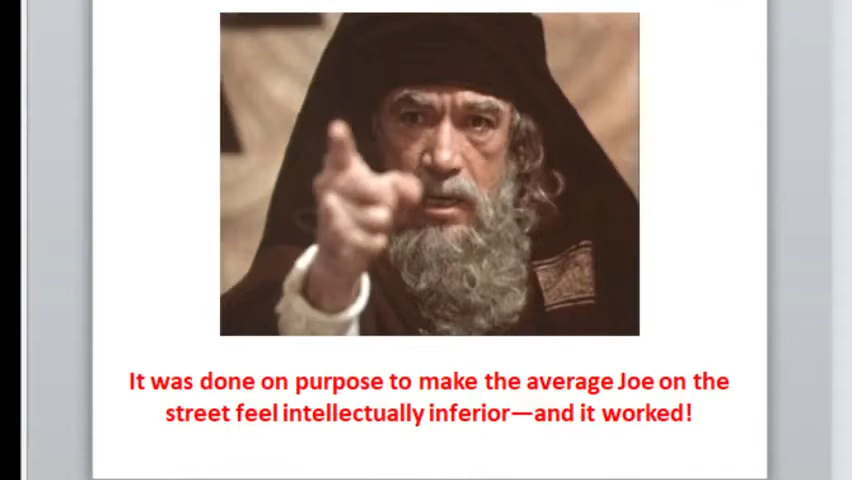 It was done on purpose to make the average Joe on the
street feel intellectually inferior—and it worked!